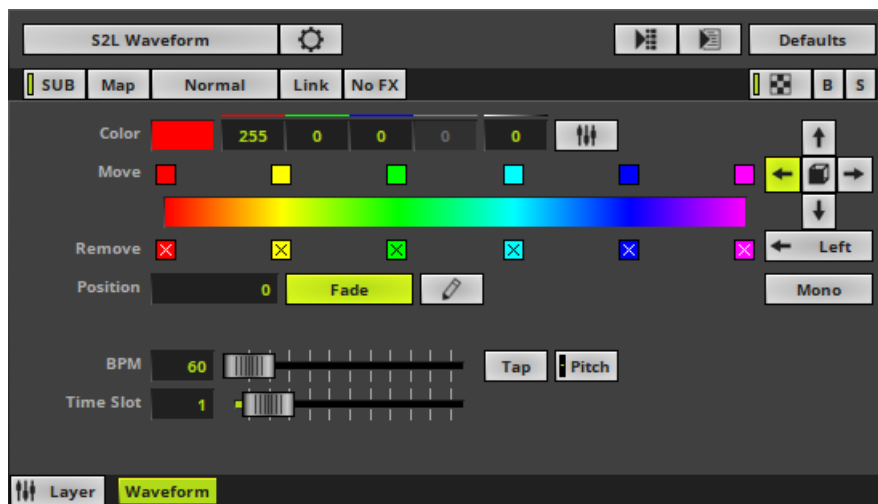 S2L Waveform Defaults
SUB Map Normal Link No FX B S
Color 255 0 0 0 0
Move
Remove Left
Position 0 Fade Mono
BPM 60 Tap Pitch
Time Slot 1
Layer Waveform